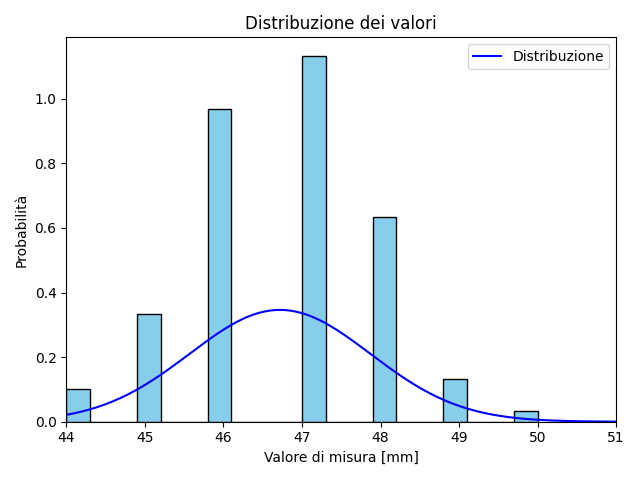 Distribuzione dei valori
Distribuzione
Probabilità
1.0
0.8
0.6
0.4
0.2
0.0
44 45 46 47 48 49 50 51
Valore di misura [mm]